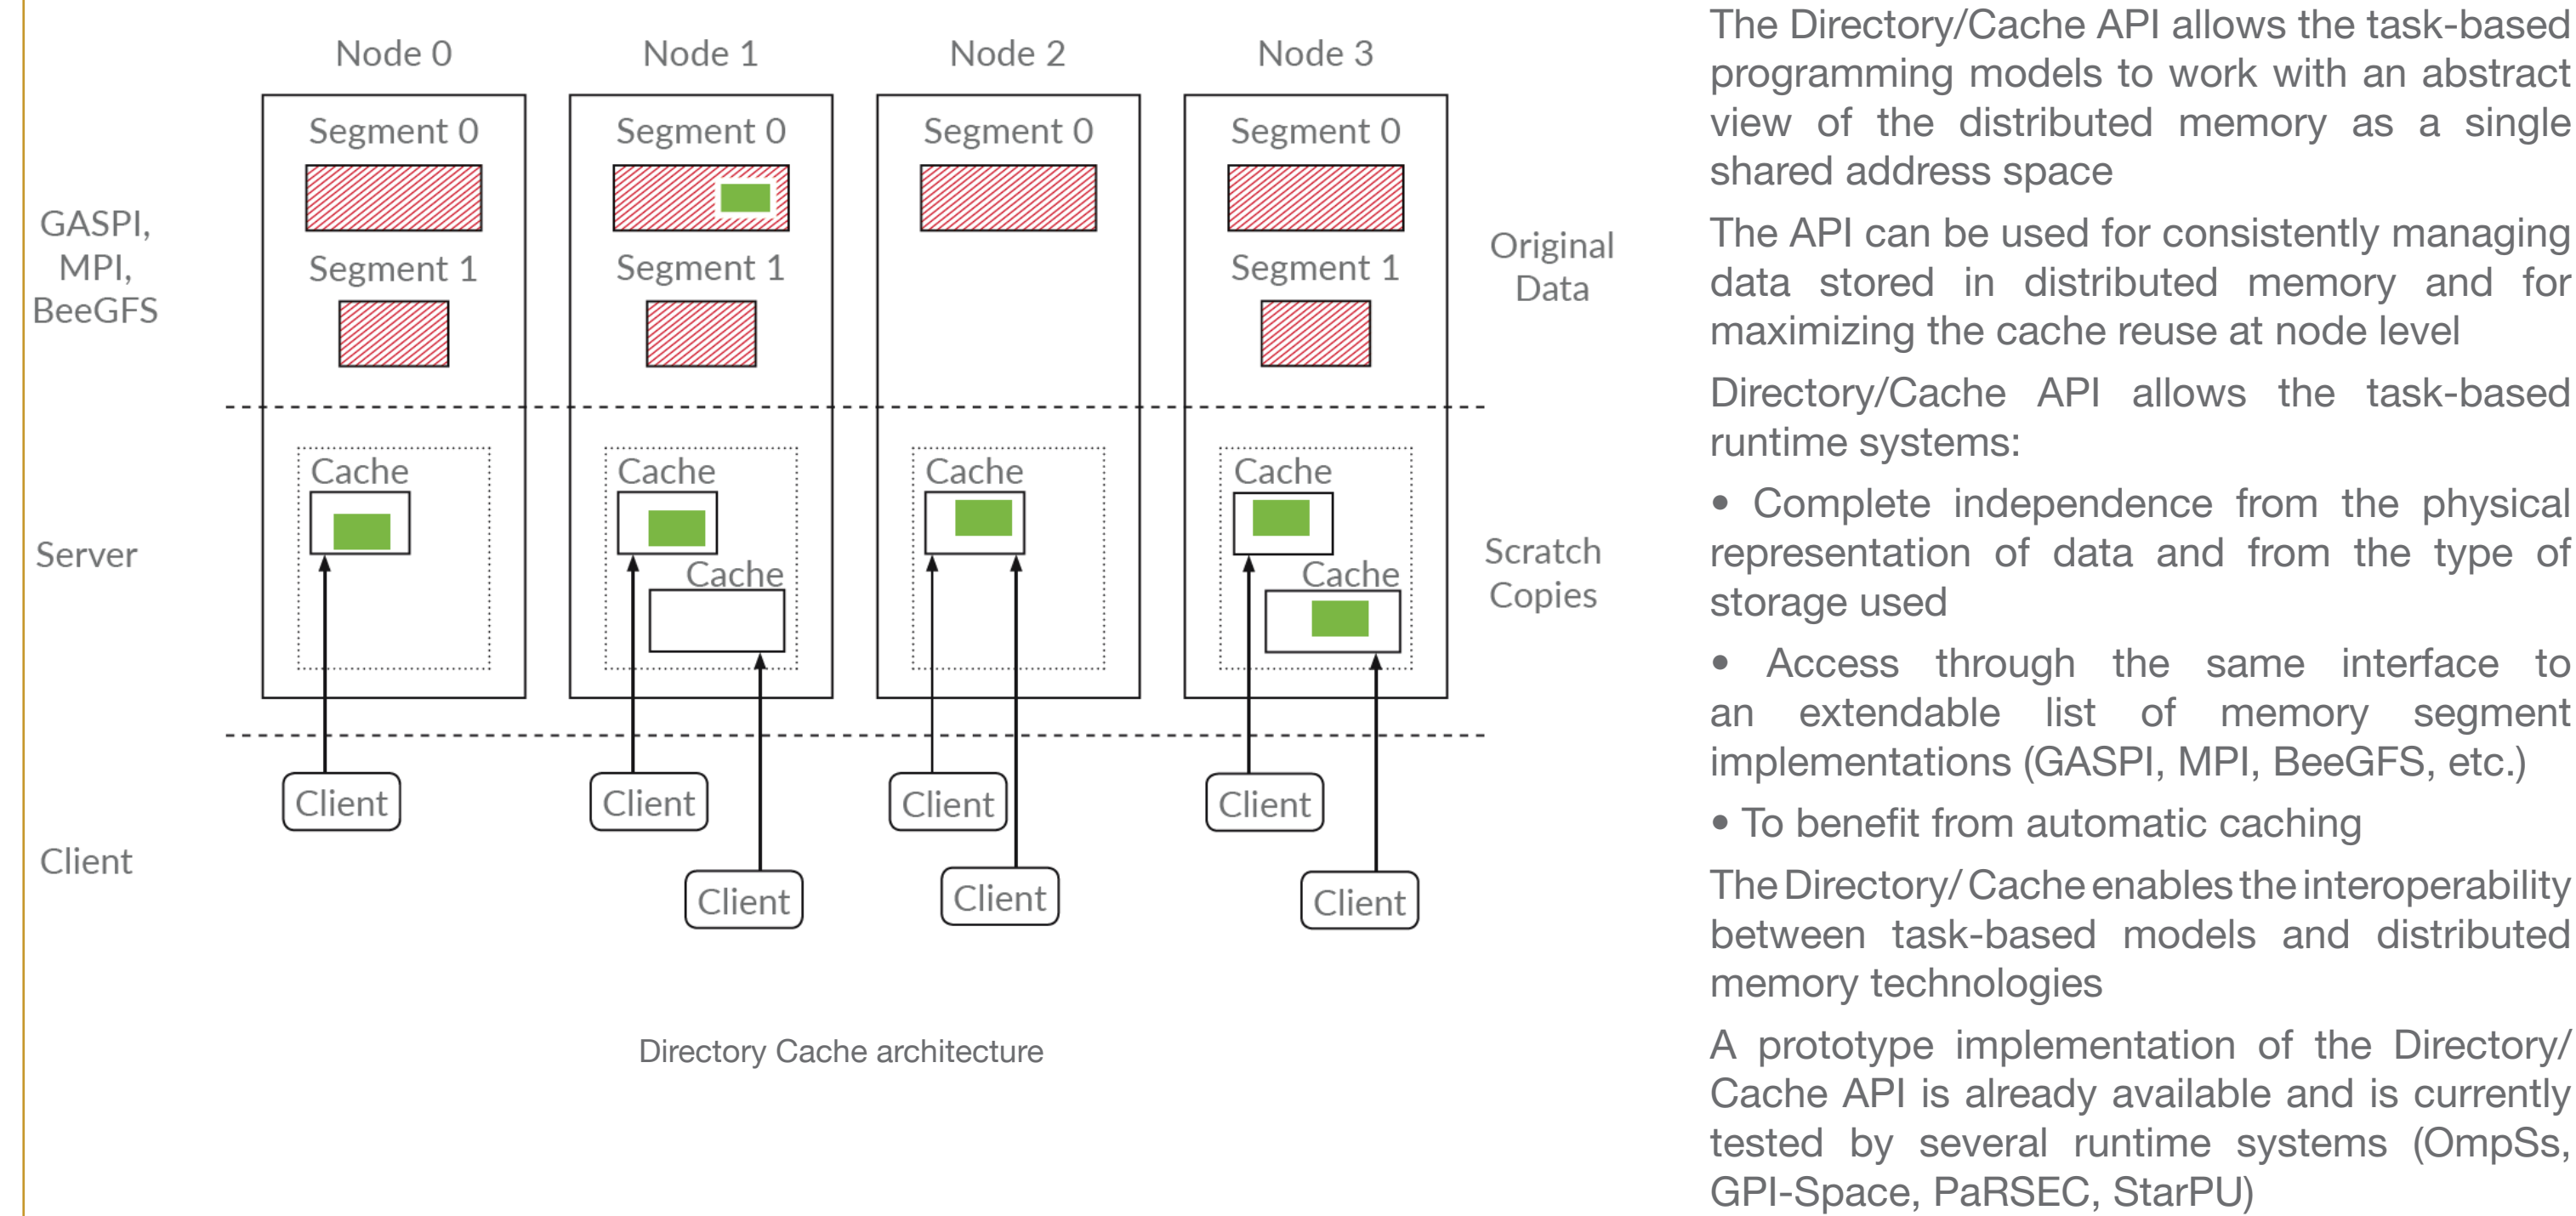 Node 0
Node 1
Node 2
Node 3
Segment 0
Segment 0
Segment 0
Segment 0
GASPI,
MPI,
BeeGFS
Segment 1
Segment 1
Segment 1
Original
Data
Cache
Cache
Cache
Cache
Server
Cache
Cache
Scratch
Copies
Client
Client
Client
Client
Client
Client
Client
Client
Directory Cache architecture
The Directory/Cache API allows the task-based
programming models to work with an abstract
view of the distributed memory as a single
shared address space
The API can be used for consistently managing
data stored in distributed memory and for
maximizing the cache reuse at node level
Directory/Cache API allows the task-based
runtime systems:
• Complete independence from the physical
representation of data and from the type of
storage used
• Access through the same interface to
an extendable list of memory segment
implementations (GASPI, MPI, BeeGFS, etc.)
• To benefit from automatic caching
The Directory/ Cache enables the interoperability
between task-based models and distributed
memory technologies
A prototype implementation of the Directory/
Cache API is already available and is currently
tested by several runtime systems (OmpSs,
GPI-Space, PaRSEC, StarPU)